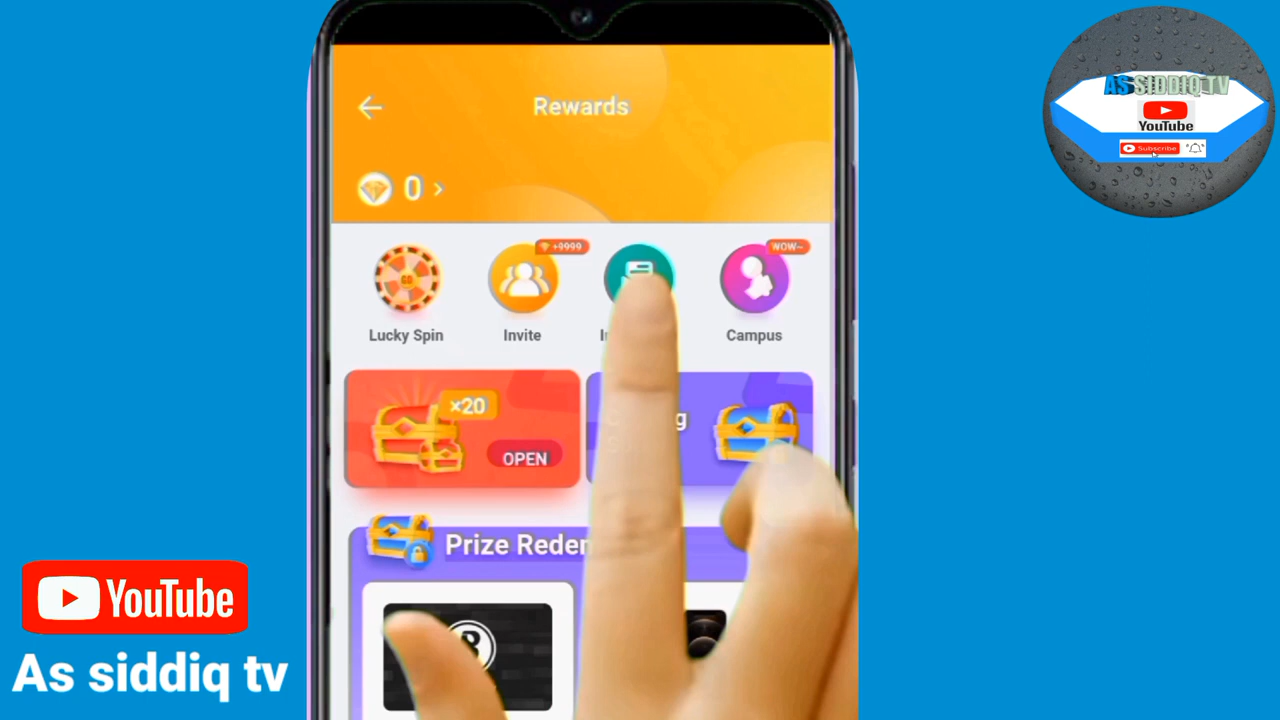 Rewards
0
+9999
WOW~
Lucky Spin
Invite
Campus
×20
OPEN
Prize Reden
AS SIDDIQ TV
YouTube
Subscribe
YouTube
As siddiq tv